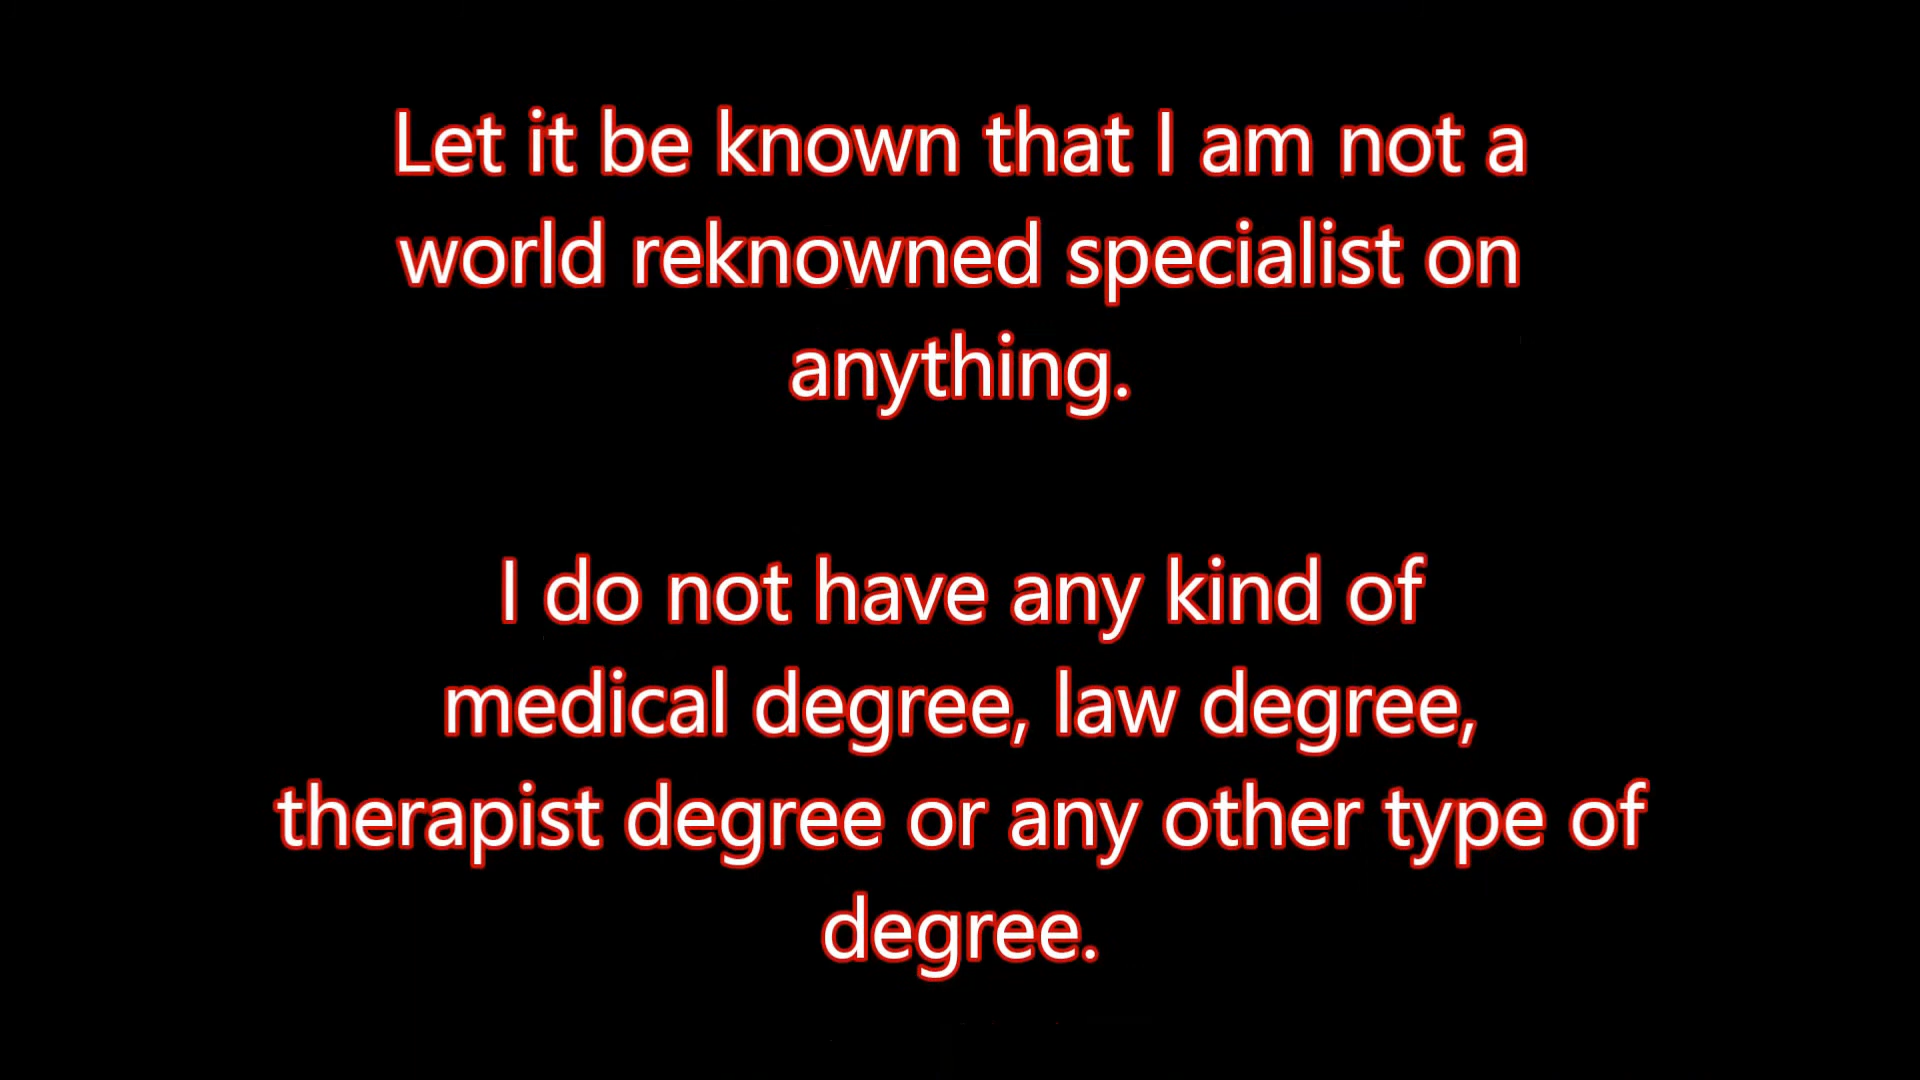 Let it be known that I am not a
world reknowned specialist on
anything.
I do not have any kind of
medical degree, law degree,
therapist degree or any other type of
degree.